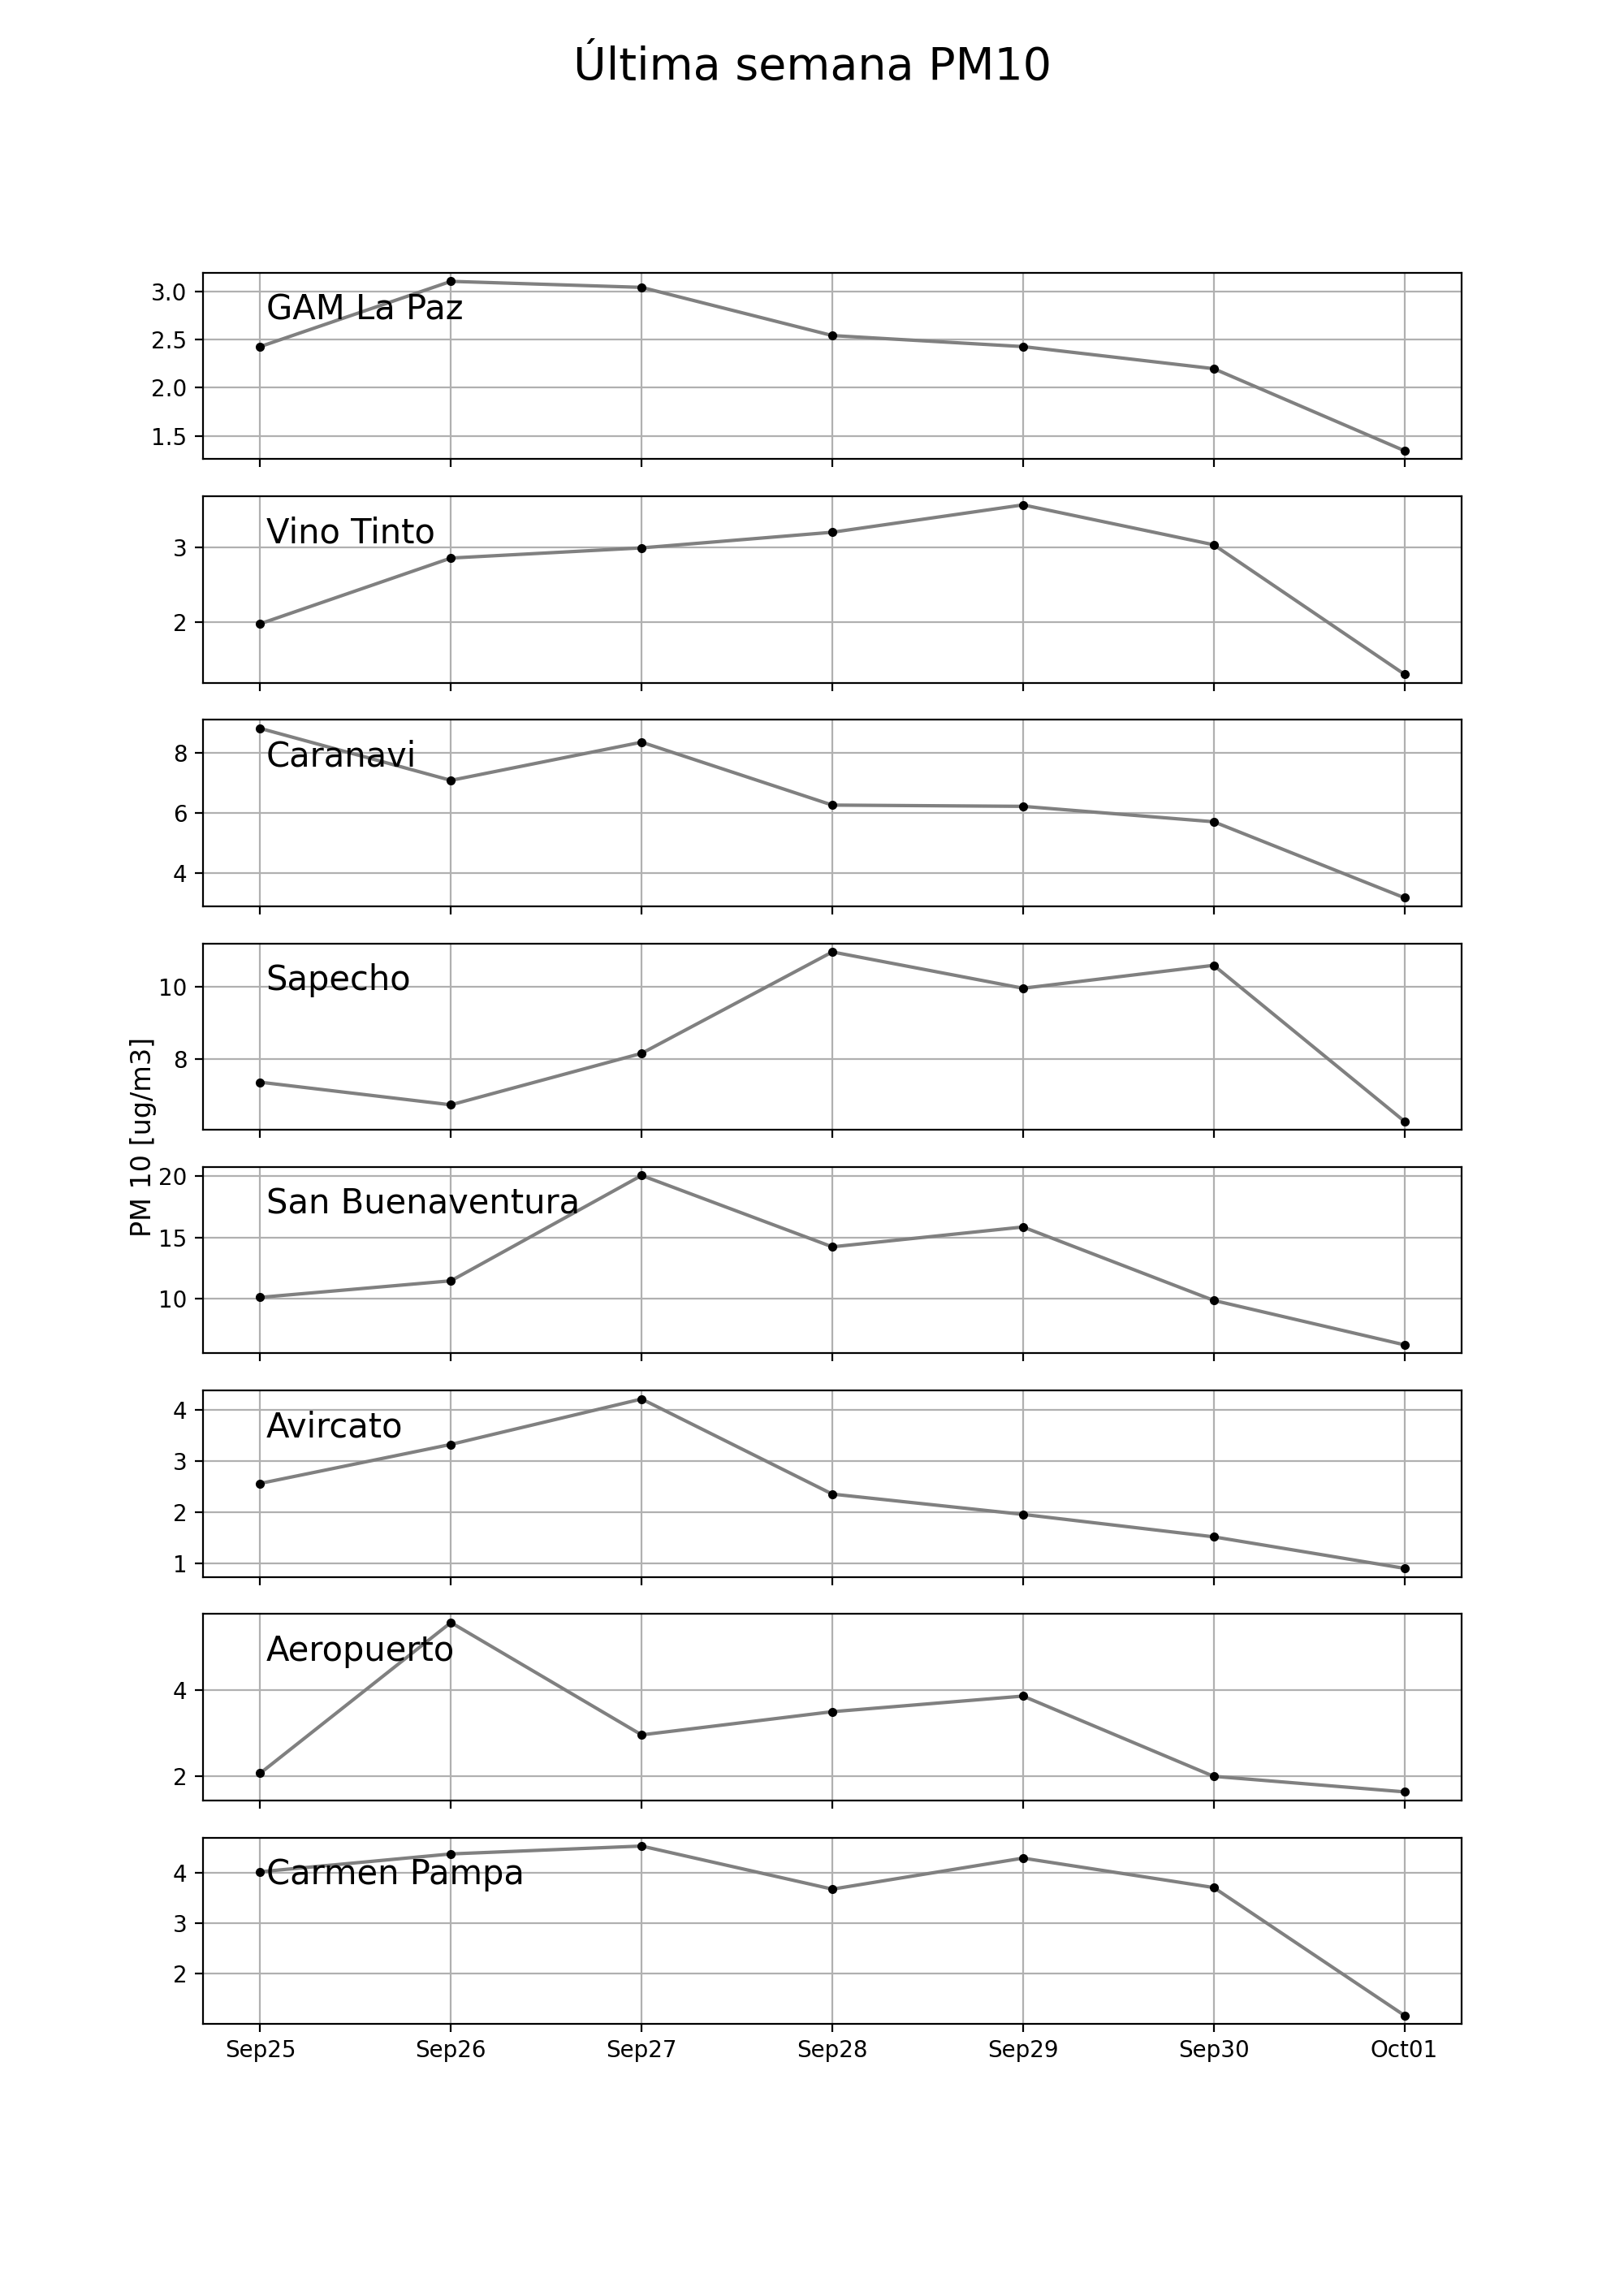 Última semana PM10
3.0
GAM La Paz
2.5
2.0
1.5
Vino Tinto
3
2
8
Caranavi
6
4
Sapecho
10
8
PM 10 [ug/m3]
20
San Buenaventura
15
10
4
Avircato
3
2
1
Aeropuerto
4
2
4
Carmen Pampa
3
2
Sep25 Sep26 Sep27 Sep28 Sep29 Sep30 Oct01